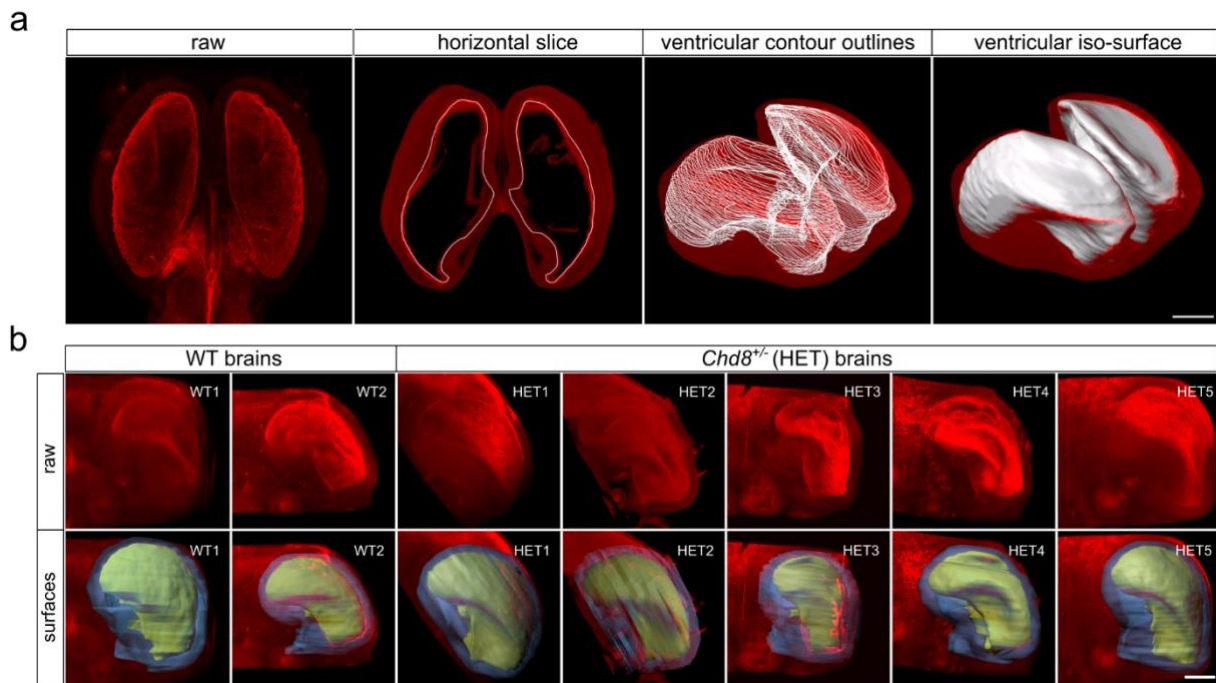 a
raw
horizontal slice
ventricular contour outlines
ventricular iso-surface
b
WT brains
Chd8+/- (HET) brains
raw
WT1
WT2
HET1
HET2
HET3
HET4
HET5
surfaces
WT1
WT2
HET1
HET2
HET3
HET4
HET5